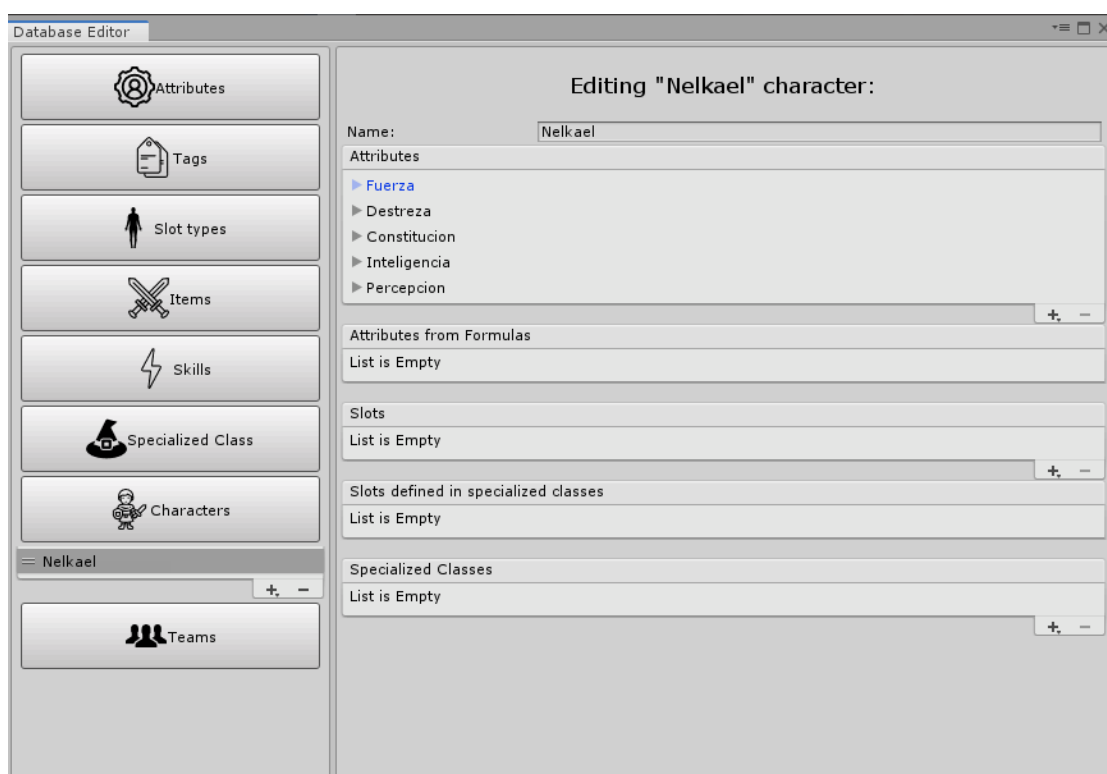 Database Editor
Attributes
Tags
Slot types
Items
Skills
Specialized Class
Characters
Nelkael
Teams
Editing "Nelkael" character:
Name: Nelkael
Attributes
Fuerza
Destreza
Constitucion
Inteligencia
Percepcion
Attributes from Formulas
List is Empty
Slots
List is Empty
Slots defined in specialized classes
List is Empty
Specialized Classes
List is Empty